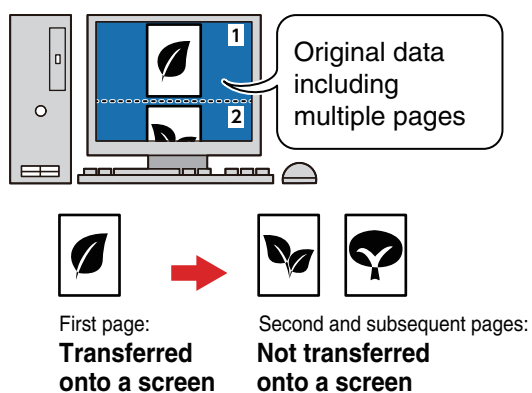 1
Original data
including
multiple pages
2
First page:
Transferred
onto a screen
Second and subsequent pages:
Not transferred
onto a screen